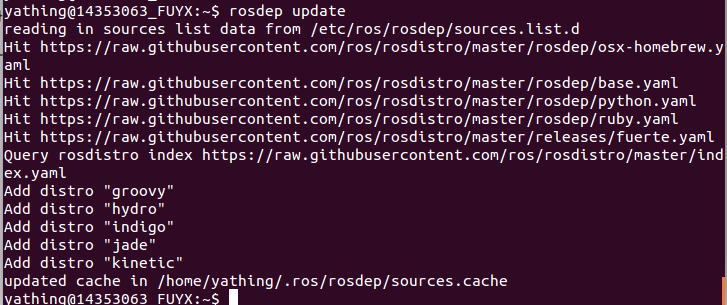 yathing@14353063_FUYX:~$ rosdep update
reading in sources list data from /etc/ros/rosdep/sources.list.d
Hit https://raw.githubusercontent.com/ros/rosdistro/master/rosdep/osx-homebrew.y
aml
Hit https://raw.githubusercontent.com/ros/rosdistro/master/rosdep/base.yaml
Hit https://raw.githubusercontent.com/ros/rosdistro/master/rosdep/python.yaml
Hit https://raw.githubusercontent.com/ros/rosdistro/master/rosdep/ruby.yaml
Hit https://raw.githubusercontent.com/ros/rosdistro/master/releases/fuerte.yaml
Query rosdistro index https://raw.githubusercontent.com/ros/rosdistro/master/ind
ex.yaml
Add distro "groovy"
Add distro "hydro"
Add distro "indigo"
Add distro "jade"
Add distro "kinetic"
updated cache in /home/yathing/.ros/rosdep/sources.cache
yathing@14353063_FUYX:~$